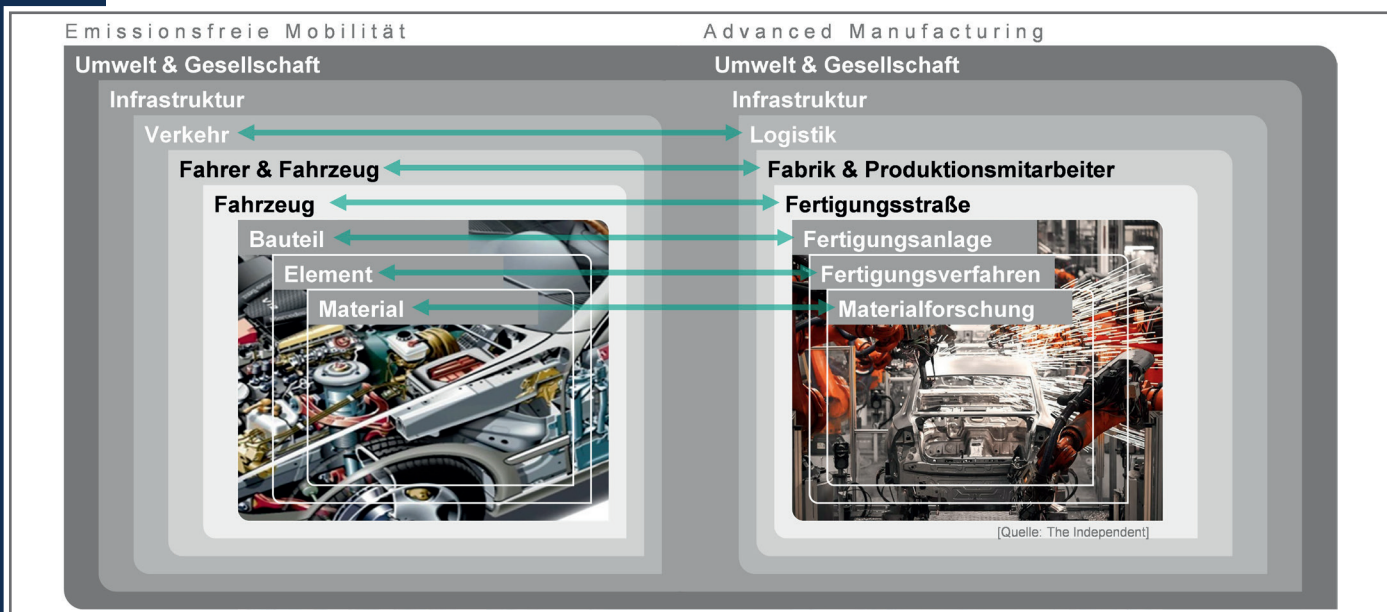 Emissionsfreie Mobilität
Advanced Manufacturing
Umwelt & Gesellschaft
Umwelt & Gesellschaft
Infrastruktur
Infrastruktur
Verkehr
Logistik
Fahrer & Fahrzeug
Fabrik & Produktionsmitarbeiter
Fahrzeug
Fertigungsstraße
Bauteil
Fertigungsanlage
Element
Fertigungsverfahren
Material
Materialforschung
[Quelle: The Independent]